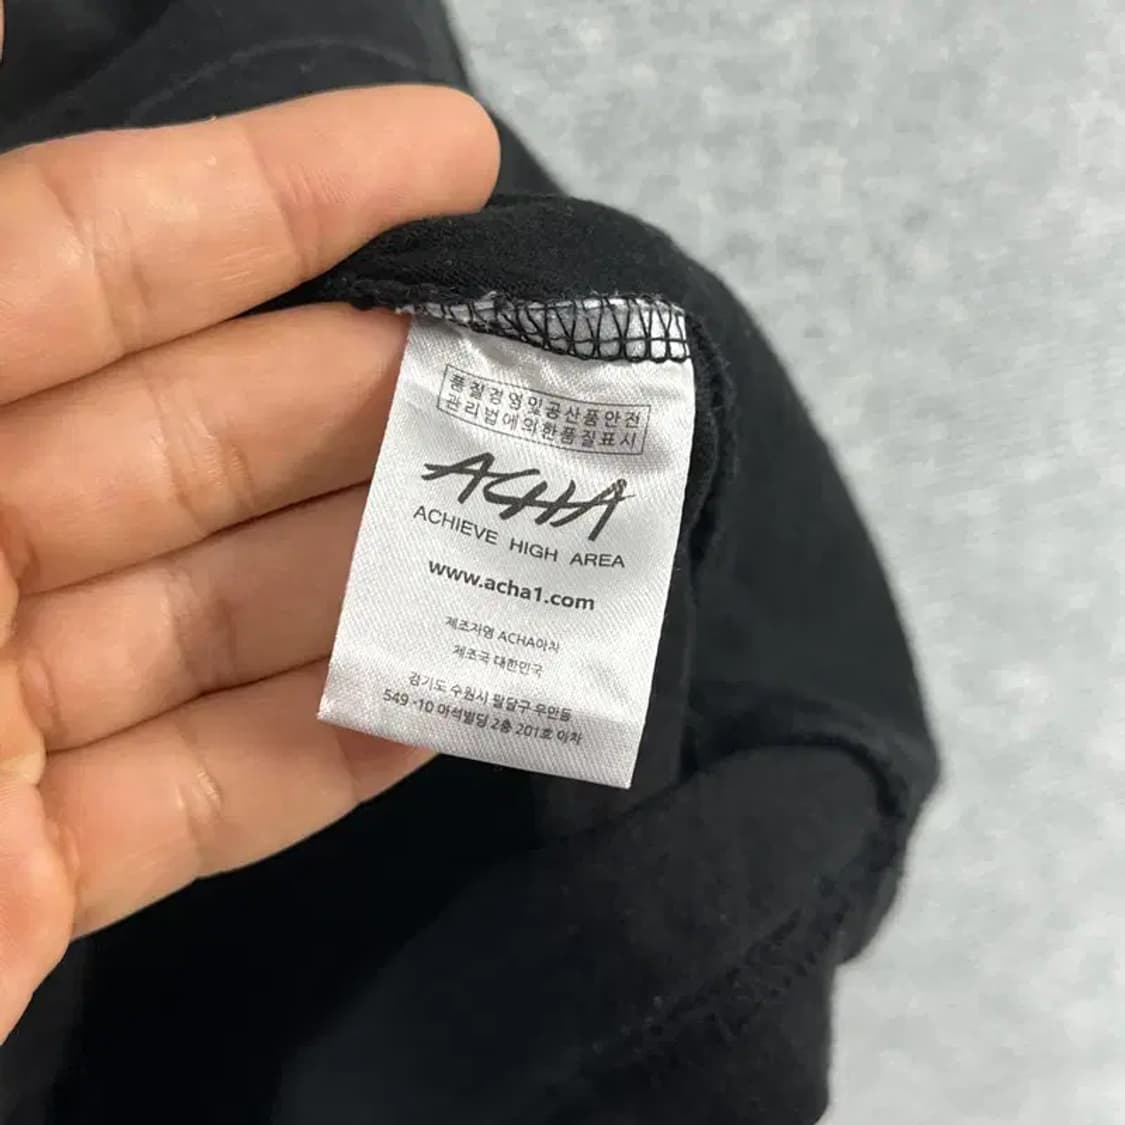 품질경영및공산품안전
관리법에의한품질표시
ACHA
ACHIEVE HIGH AREA
www.acha1.com
제조자명 ACHA아차
제조국 대한민국
경기도 수원시 팔달구 우만동
549 -10 아석빌딩 2층 201호 아차